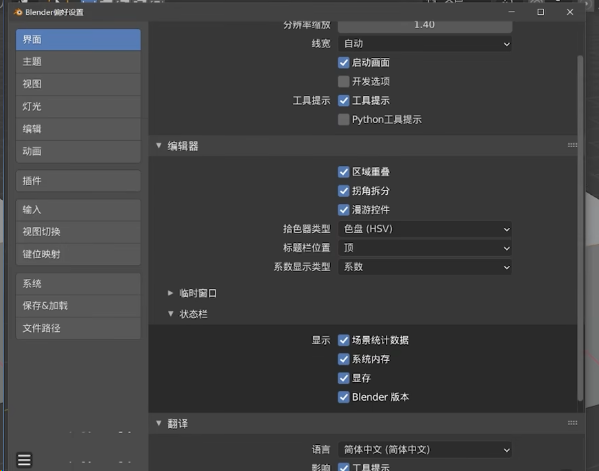 Blender偏好设置
界面
主题
视图
灯光
编辑
动画
插件
输入
视图切换
键位映射
系统
保存&加载
文件路径
分辨率缩放 1.40
线宽 自动
启动画面
开发选项
工具提示 工具提示
Python工具提示
编辑器
区域重叠
拐角拆分
漫游控件
拾色器类型 色盘 (HSV)
标题栏位置 顶
系数显示类型 系数
临时窗口
状态栏
显示 场景统计数据
系统内存
显存
Blender 版本
翻译
语言 简体中文 (简体中文)
影响 工具提示